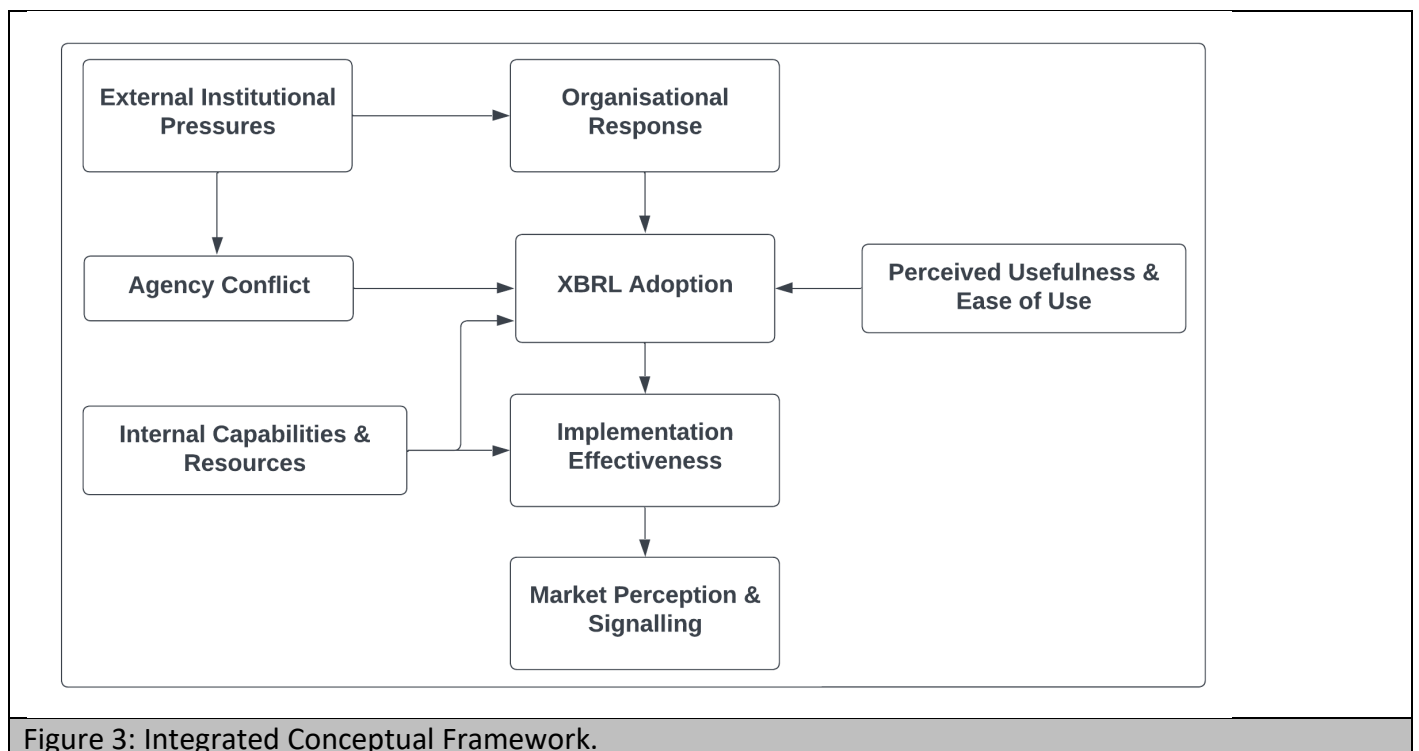 External Institutional
Pressures
Organisational
Response
Agency Conflict
XBRL Adoption
Perceived Usefulness &
Ease of Use
Internal Capabilities &
Resources
Implementation
Effectiveness
Market Perception &
Signalling
Figure 3: Integrated Conceptual Framework.